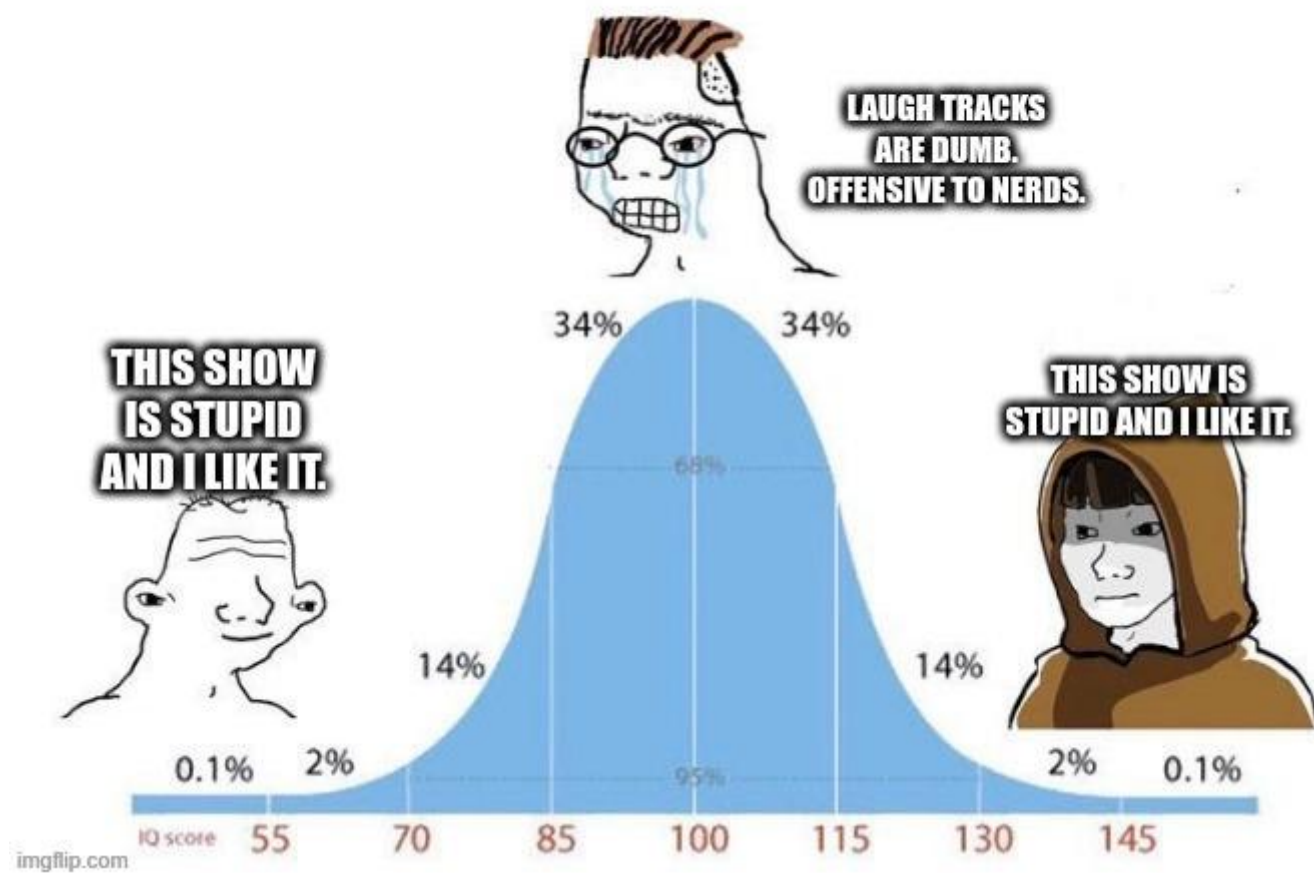 LAUGH TRACKS
ARE DUMB.
OFFENSIVE TO NERDS.
34%
34%
THIS SHOW
IS STUPID
AND I LIKE IT.
THIS SHOW IS
STUPID AND I LIKE IT.
68%
14%
14%
0.1%
2%
95%
2%
0.1%
IQ score
55
70
85
100
115
130
145
imgflip.com